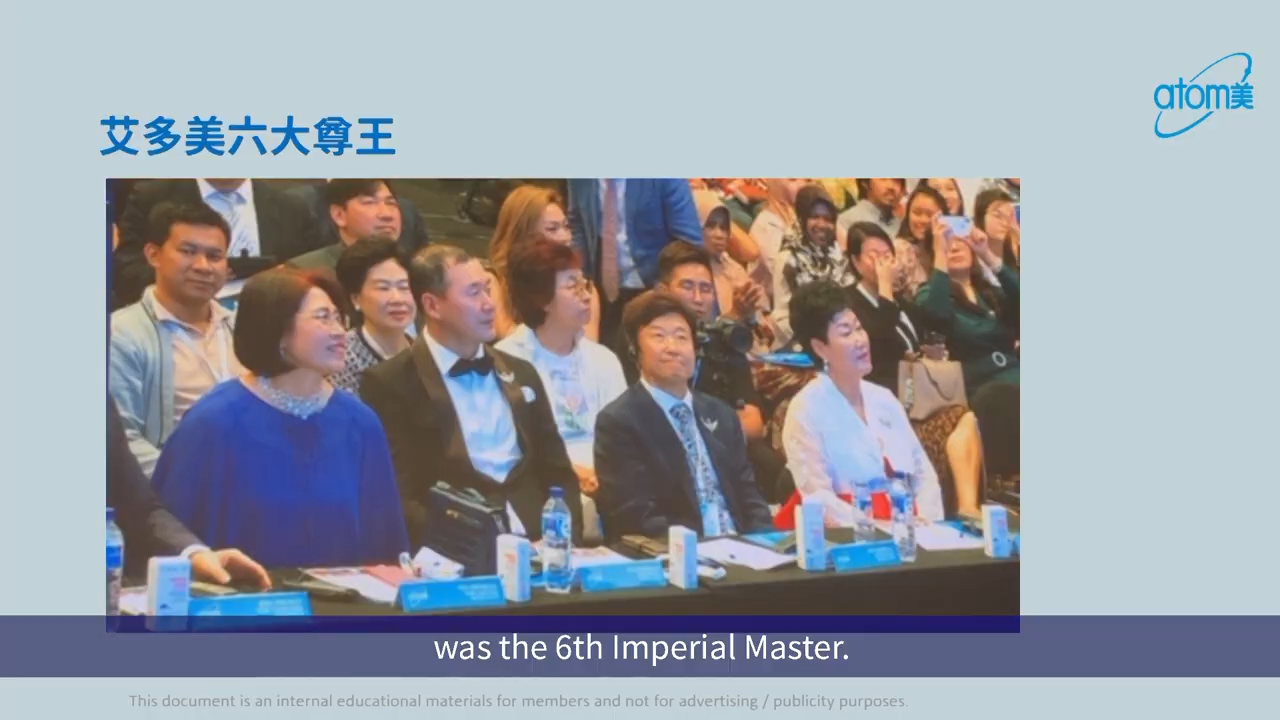 atom美
艾多美六大尊王
was the 6th Imperial Master.
This document is an internal educational materials for members and not for advertising / publicity purposes.